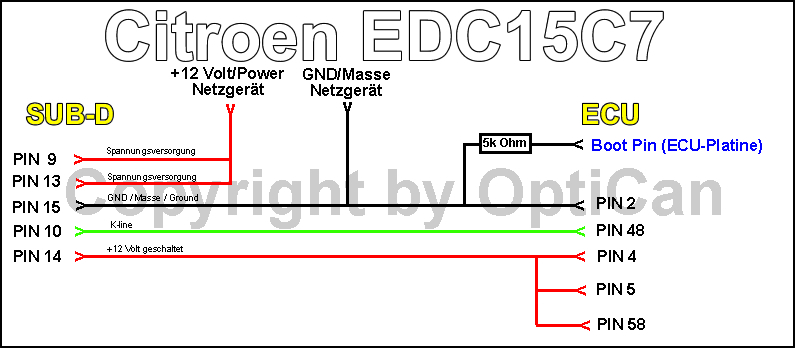 Citroen EDC15C7
+12 Volt/Power
Netzgerät
GND/Masse
Netzgerät
SUB-D
ECU
5k Ohm
Boot Pin (ECU-Platine)
PIN 9
Spannungsversorgung
PIN 13
Spannungsversorgung
Copyright by OptiCan
PIN 15
GND / Masse / Ground
PIN 2
PIN 10
K-line
PIN 48
PIN 14
+12 Volt geschaltet
PIN 4
PIN 5
PIN 58